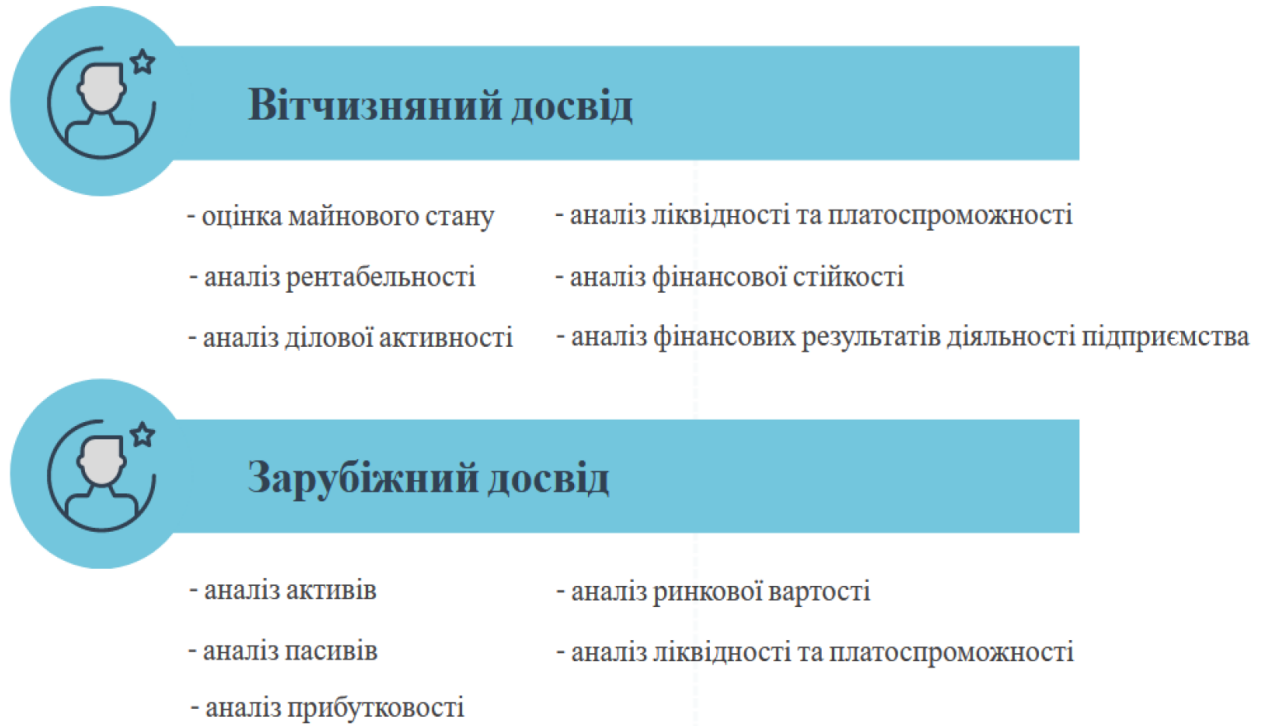 Вітчизняний досвід
- оцінка майнового стану
- аналіз ліквідності та платоспроможності
- аналіз рентабельності
- аналіз фінансової стійкості
- аналіз ділової активності
- аналіз фінансових результатів діяльності підприємства
Зарубіжний досвід
- аналіз активів
- аналіз ринкової вартості
- аналіз пасивів
- аналіз ліквідності та платоспроможності
- аналіз прибутковості